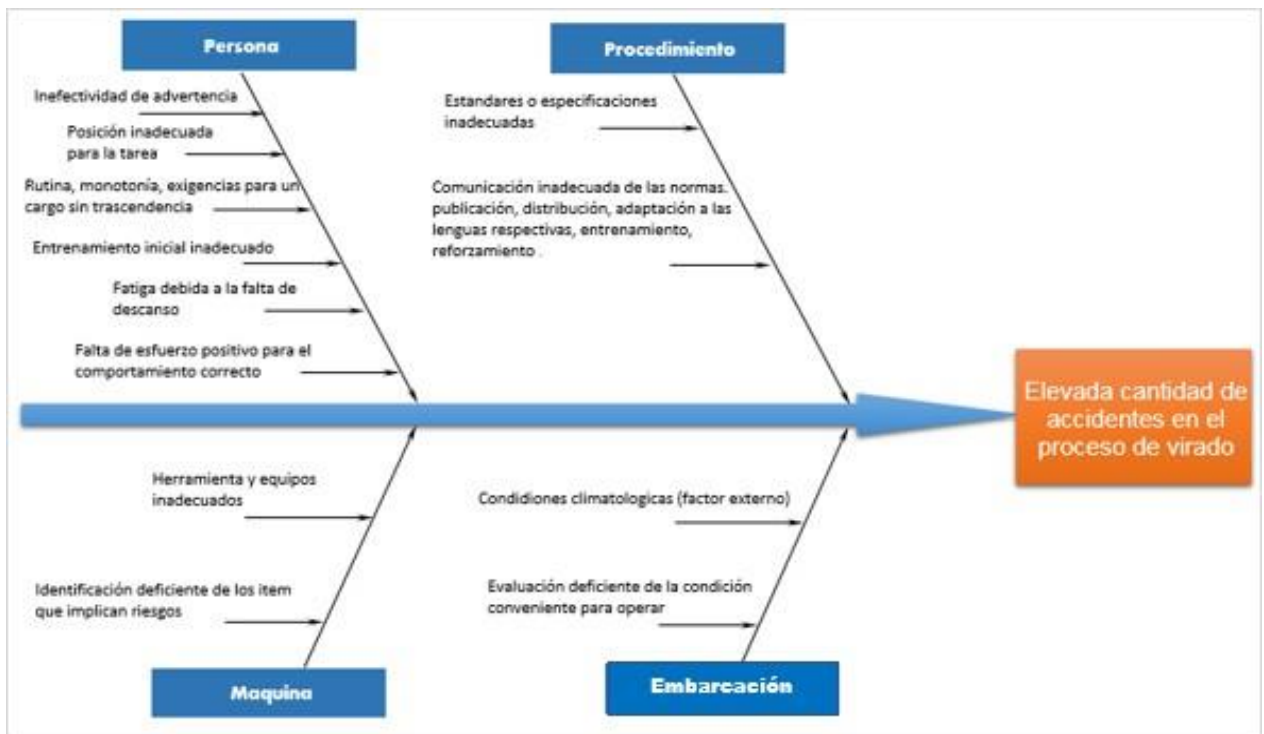 Persona
Inefectividad de advertencia
Posición inadecuada
para la tarea
Rutina, monotonía, exigencias para un
cargo sin trascendencia
Entrenamiento inicial inadecuado
Fatiga debida a la falta de
descanso
Falta de esfuerzo positivo para el
comportamiento correcto
Procedimiento
Estandares o especificaciones
inadecuadas
Comunicación inadecuada de las normas.
publicación, distribución, adaptación a las
lenguas respectivas, entrenamiento,
reforzamiento .
Elevada cantidad de
accidentes en el
proceso de virado
Herramienta y equipos
inadecuados
Identificación deficiente de los item
que implican riesgos
Maquina
Condidiones climatologicas (factor externo)
Evaluación deficiente de la condición
conveniente para operar
Embarcación